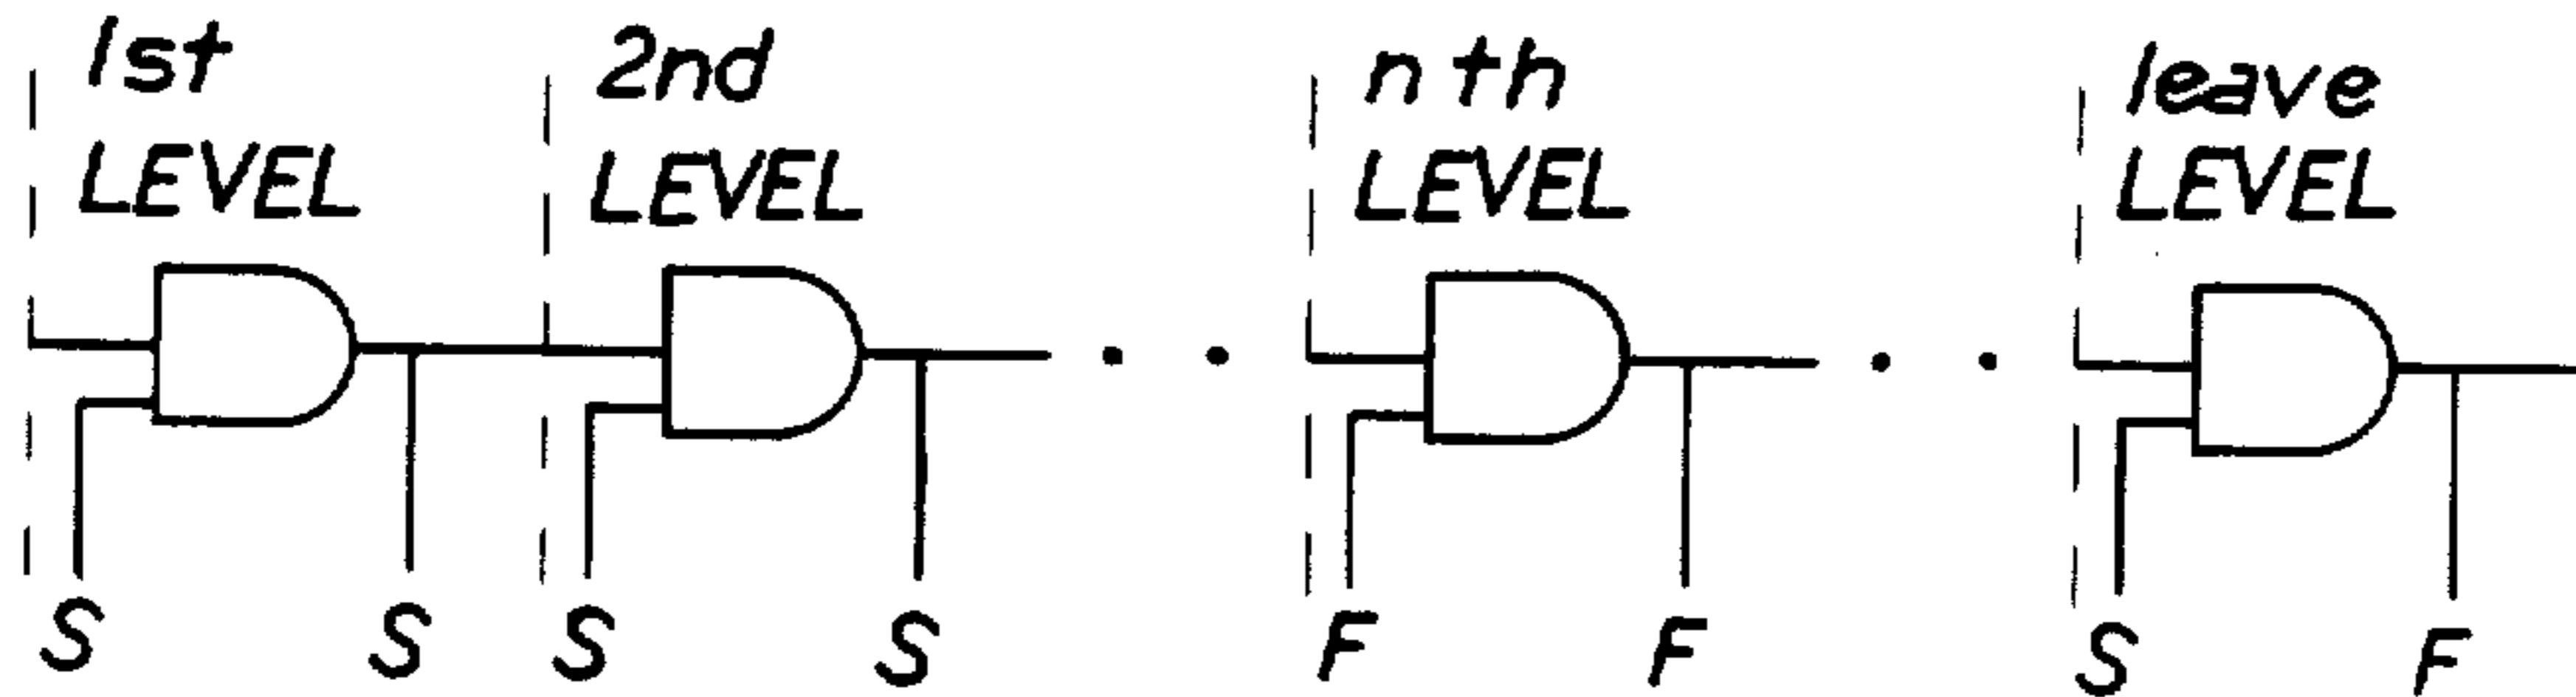 1st
LEVEL
2nd
LEVEL
nth
LEVEL
leave
LEVEL
S S S S F F S F